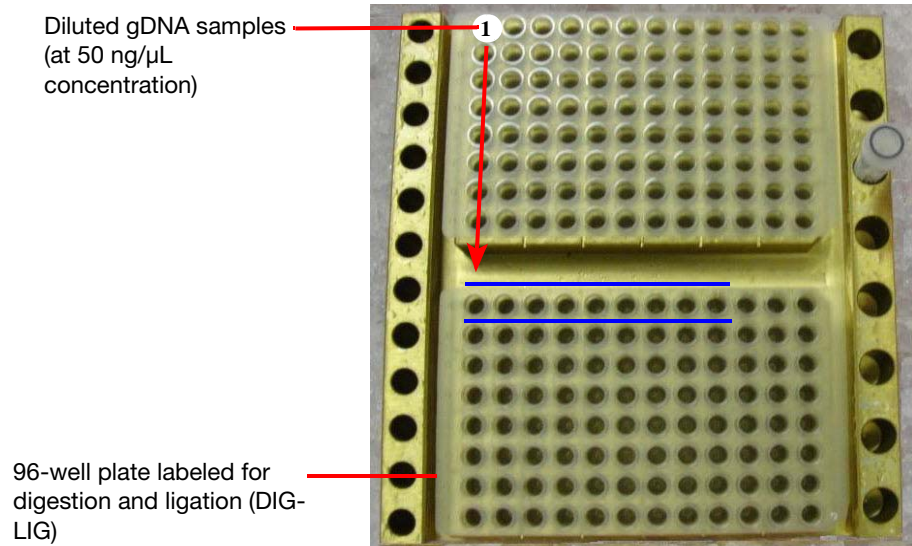 Diluted gDNA samples
(at 50 ng/µL
concentration)
1
96-well plate labeled for
digestion and ligation (DIG-
LIG)